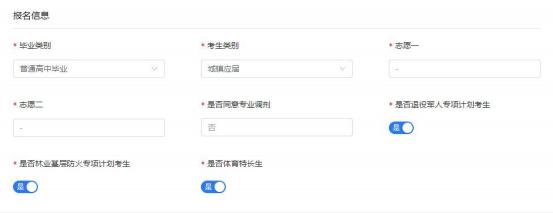 报名信息
* 毕业类别
* 考生类别
* 志愿一
普通高中毕业
城镇应届
-
* 志愿二
* 是否同意专业调剂
* 是否退役军人专项计划考生
-
否
是
* 是否林业基层防火专项计划考生
* 是否体育特长生
是
是